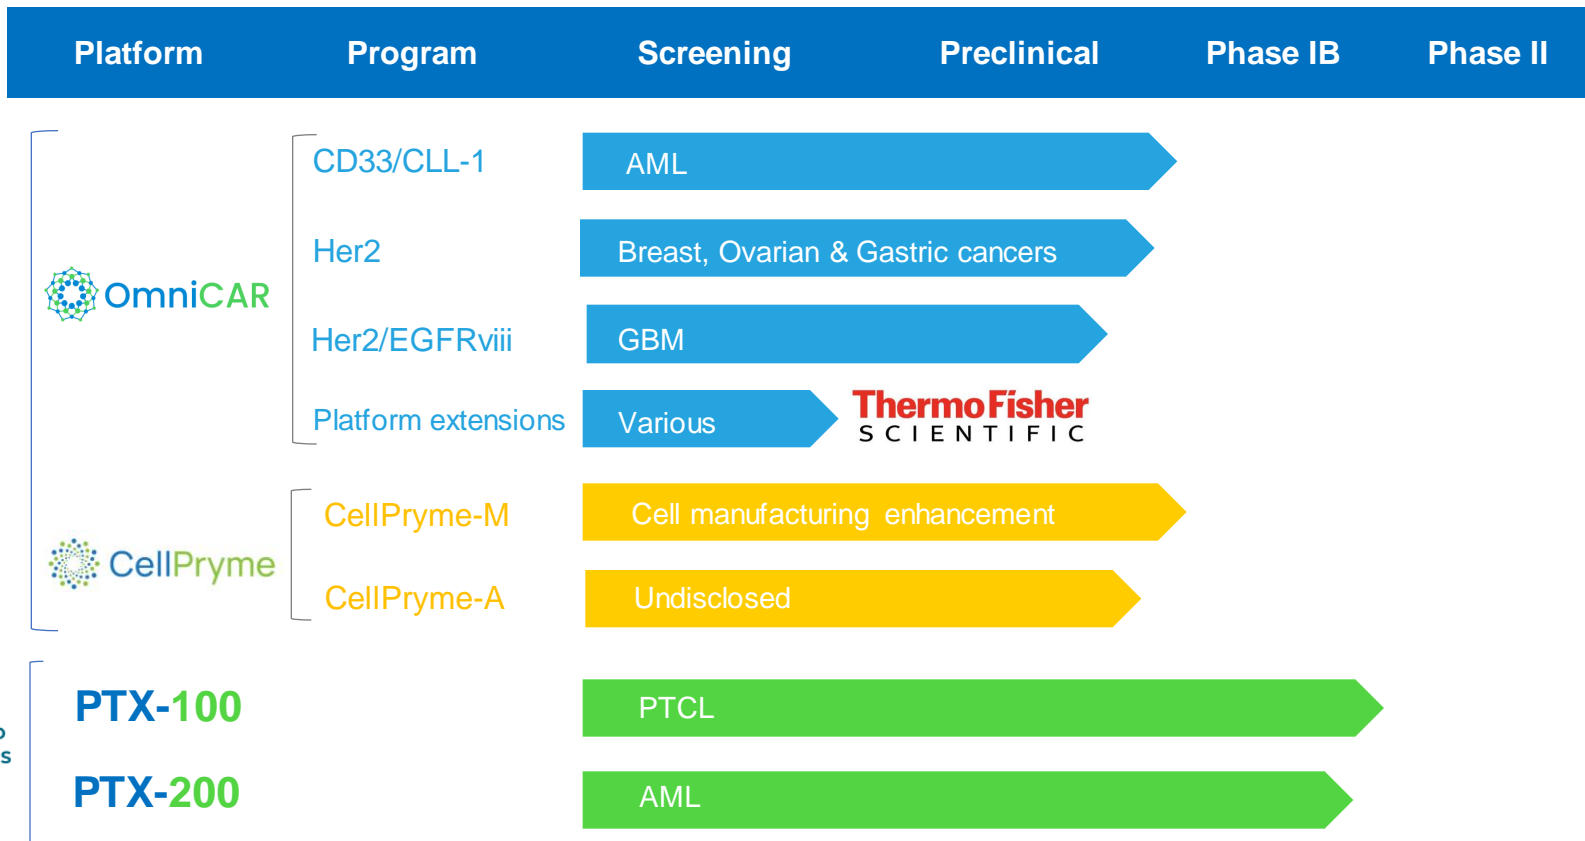 Platform Program Screening Preclinical Phase IB Phase II
CD33/CLL-1 AML
Her2 Breast, Ovarian & Gastric cancers
OmniCAR
Her2/EGFRviii GBM
Platform extensions Various ThermoFisher
SCIENTIFIC
CellPryme-M Cell manufacturing enhancement
CellPryme
CellPryme-A Undisclosed
PTX-100 PTCL
PTX-200 AML